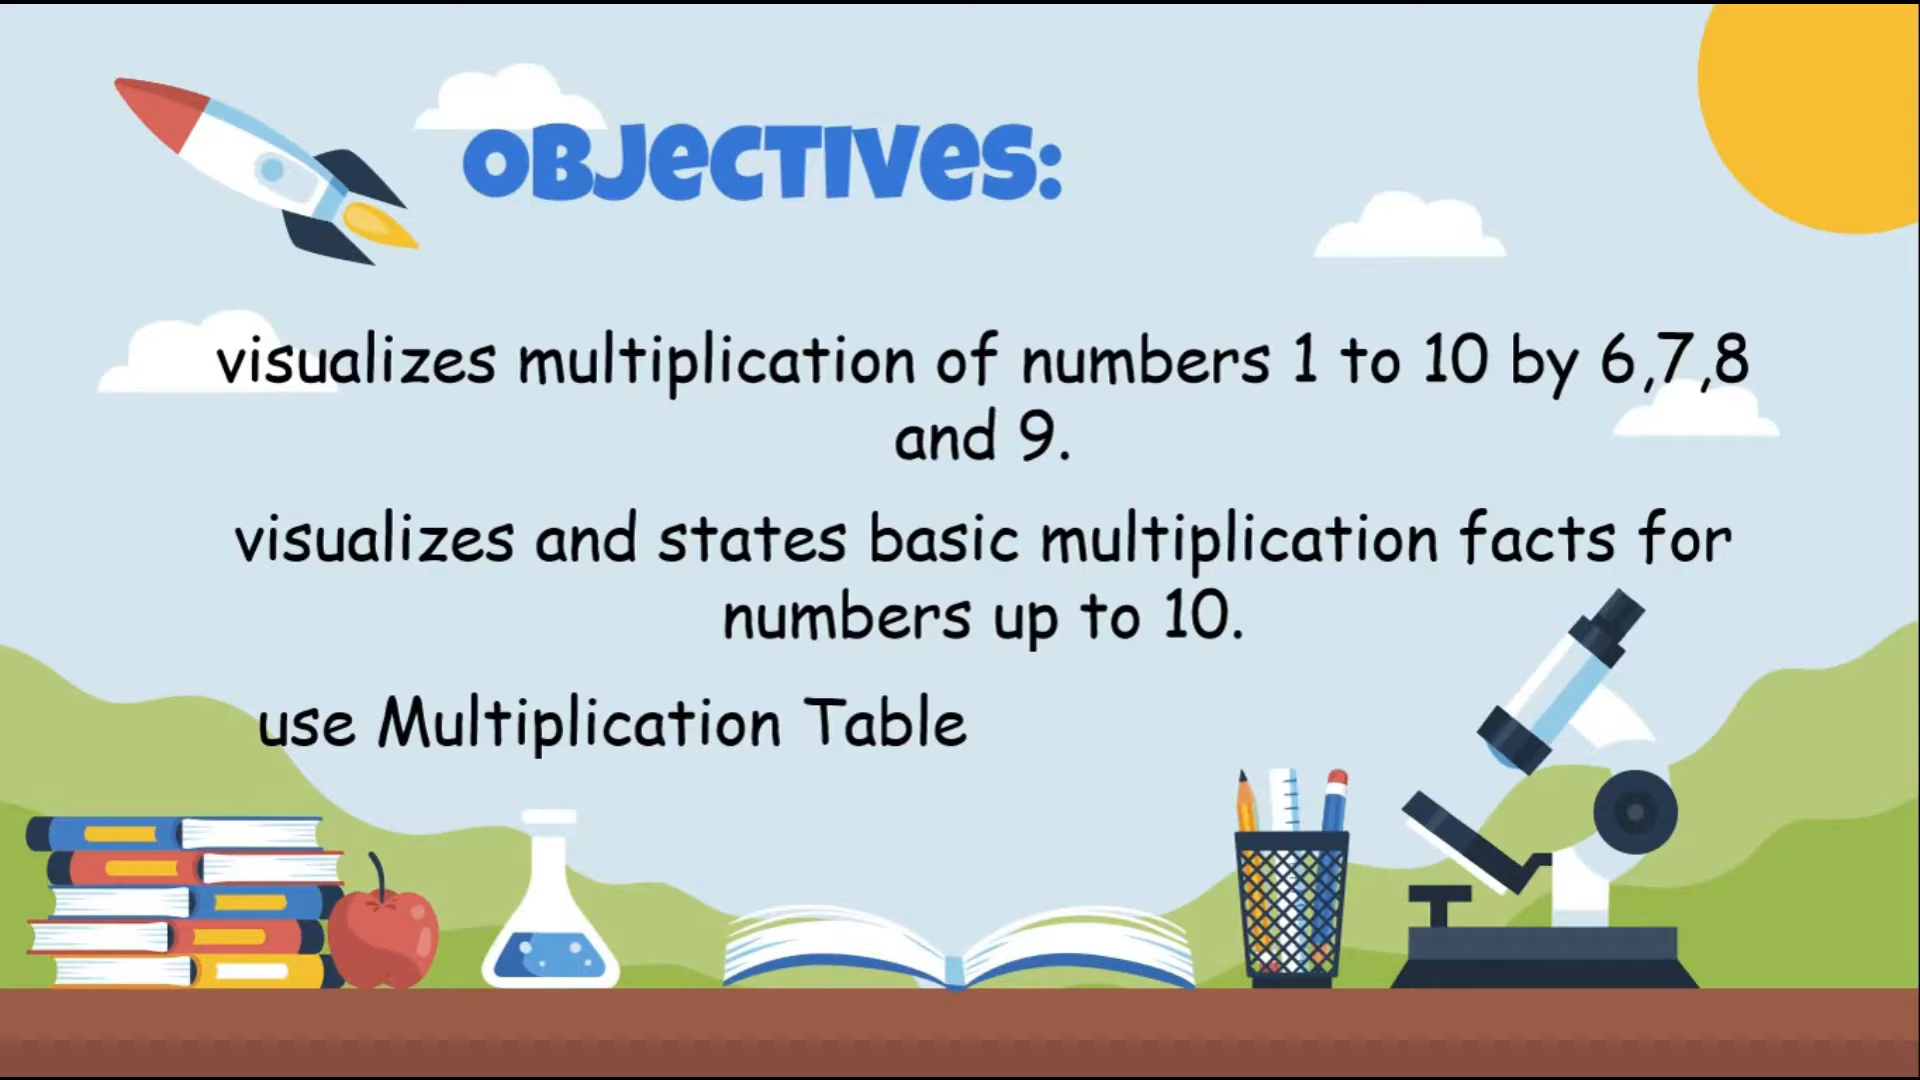 OBJECTIVES:
visualizes multiplication of numbers 1 to 10 by 6,7,8
and 9.
visualizes and states basic multiplication facts for
numbers up to 10.
use Multiplication Table